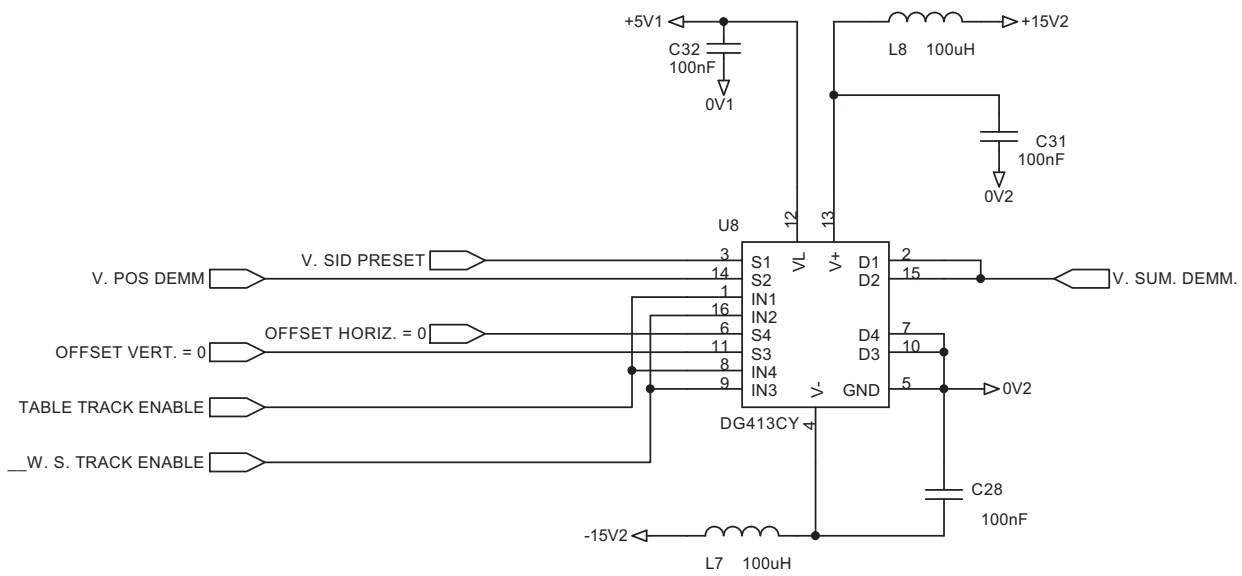 +5V1
+15V2
C32
100nF
L8 100uH
0V1
C31
100nF
0V2
12
13
U8
V. SID PRESET
3
S1
VL
V+
D1
2
V. POS DEMM
14
S2
D2
15
V. SUM. DEMM.
1
IN1
16
IN2
OFFSET HORIZ. = 0
6
S4
D4
7
OFFSET VERT. = 0
11
S3
D3
10
8
IN4
TABLE TRACK ENABLE
9
IN3
V-
GND
5
0V2
DG413CY
4
__W. S. TRACK ENABLE
C28
100nF
-15V2
L7 100uH